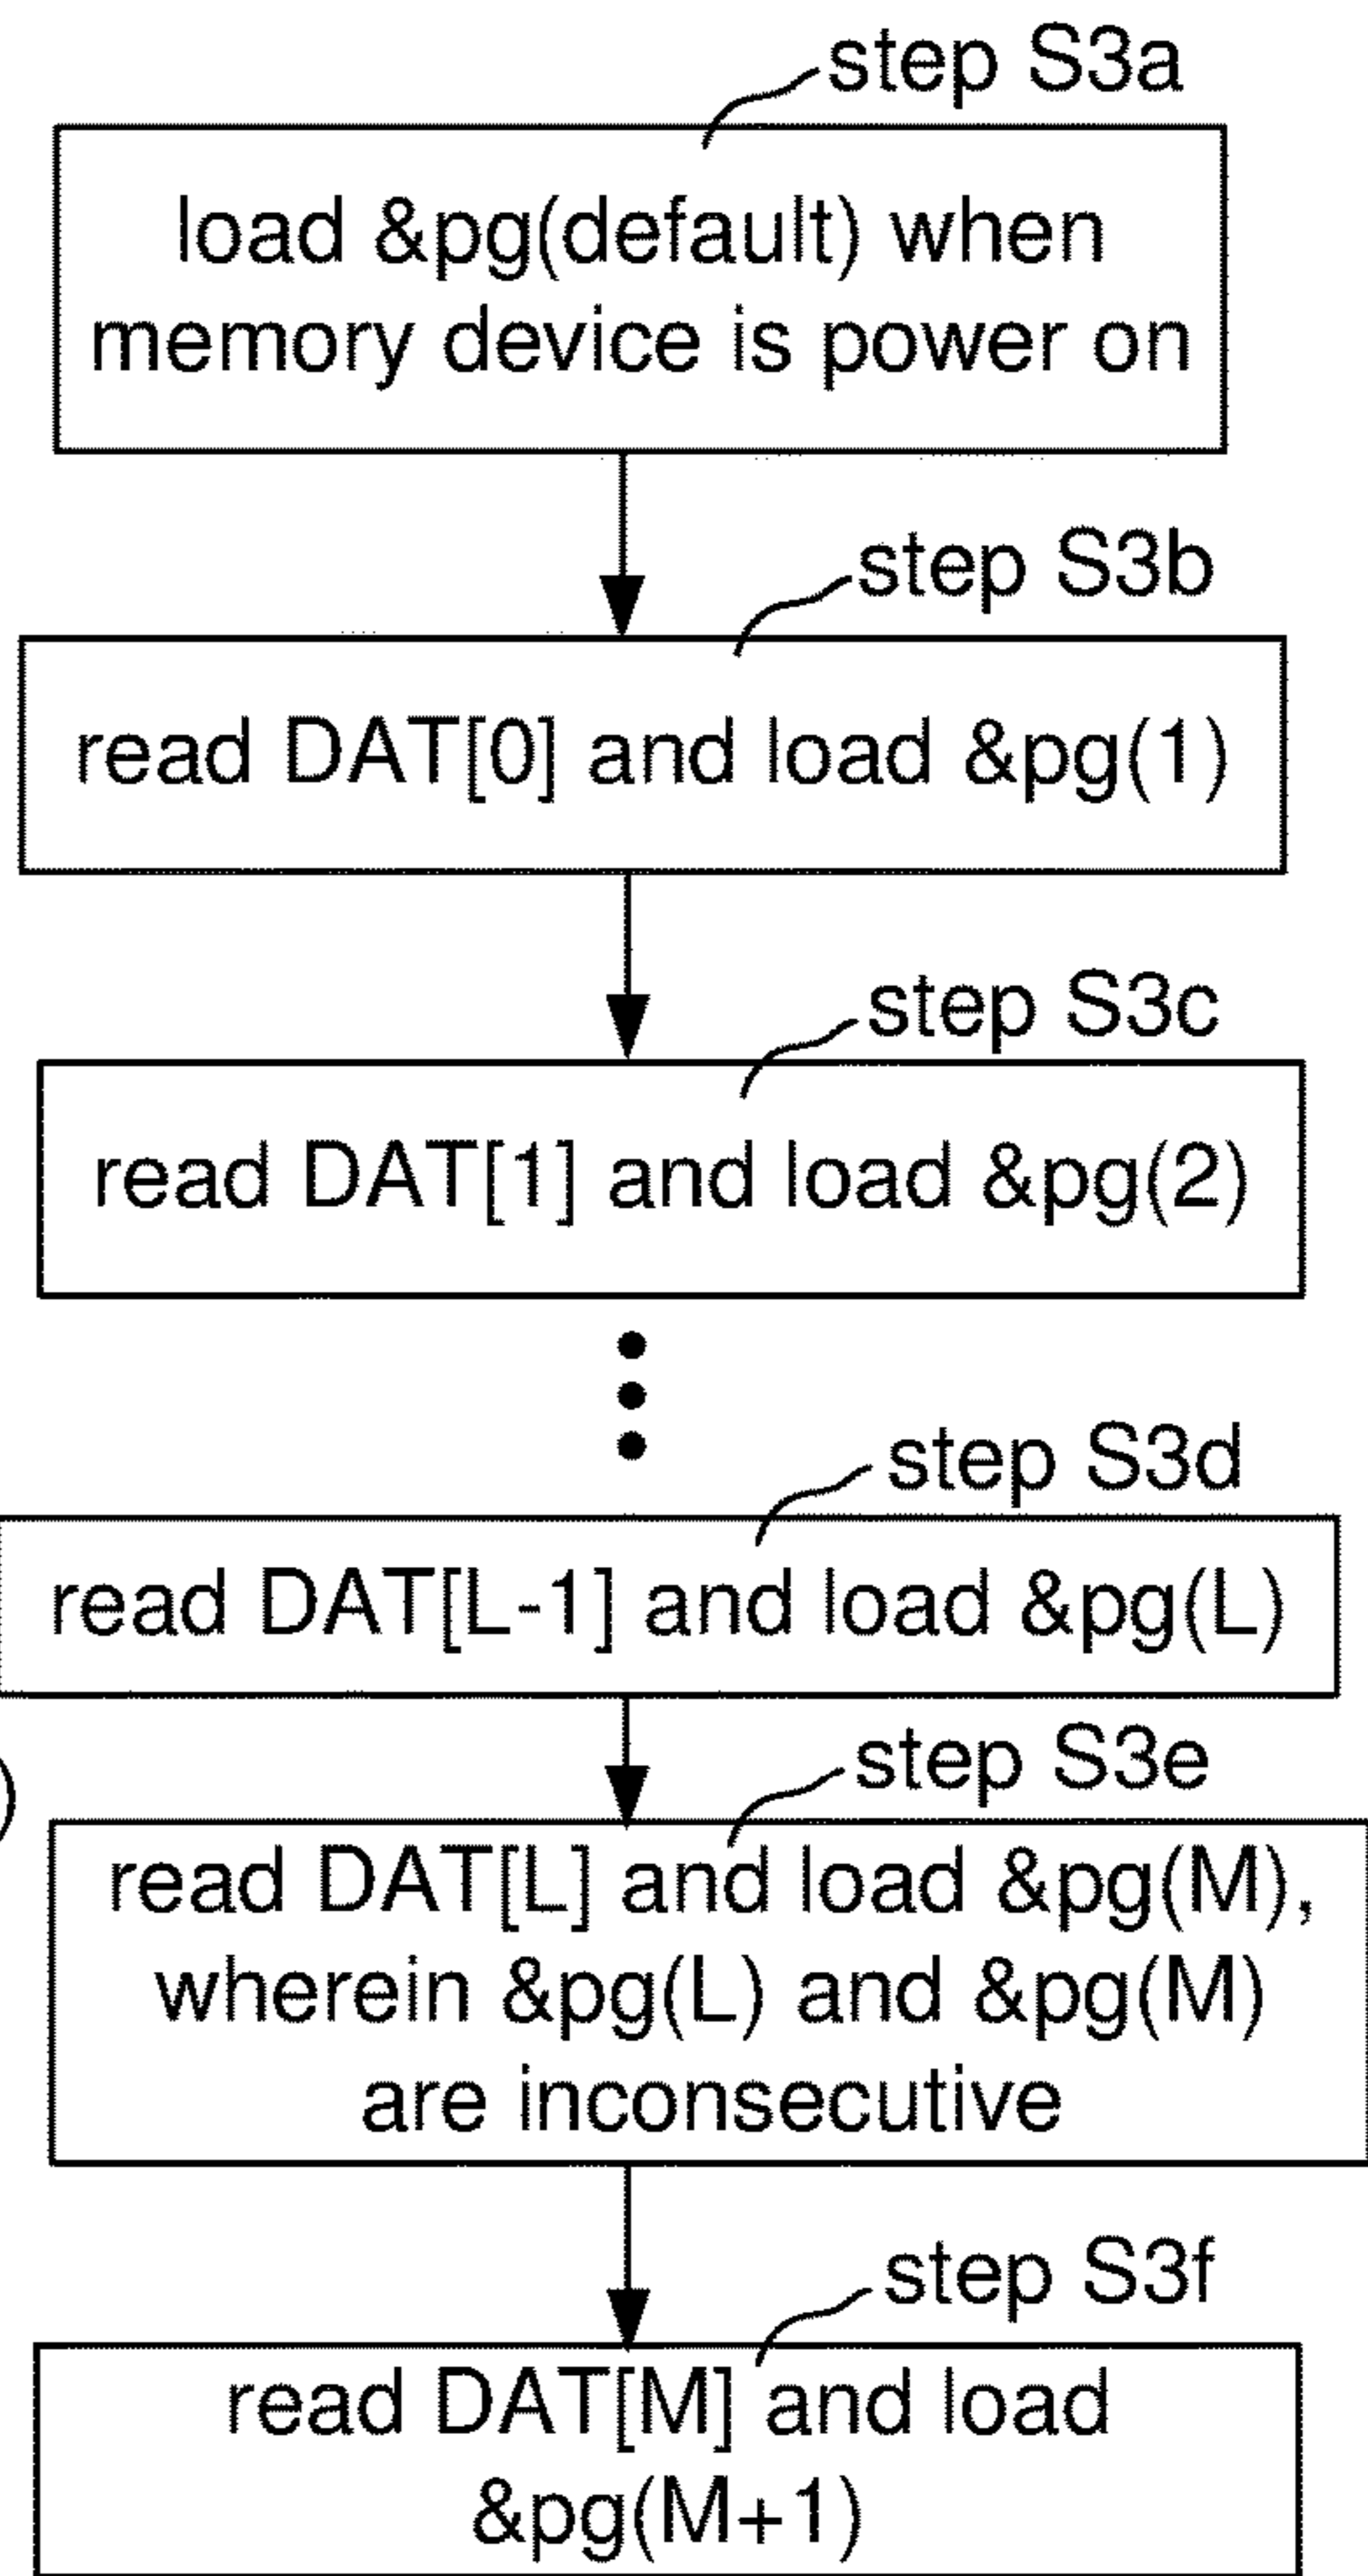 step S3a
load &pg(default) when
memory device is power on
step S3b
read DAT[0] and load &pg(1)
step S3c
read DAT[1] and load &pg(2)
step S3d
read DAT[L-1] and load &pg(L)
step S3e
read DAT[L] and load &pg(M),
wherein &pg(L) and &pg(M)
are inconsecutive
step S3f
read DAT[M] and load
&pg(M+1)